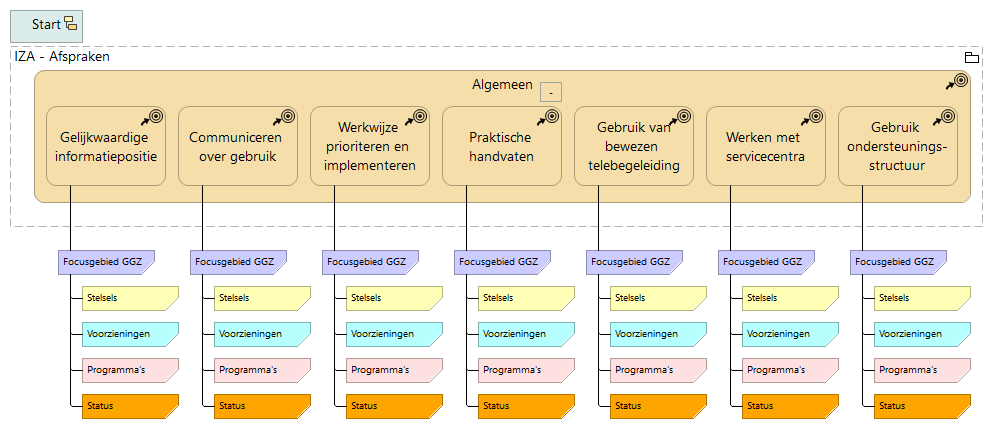 Start
IZA - Afspraken
Algemeen
-
Gelijkwaardige
informatiepositie
Communiceren
over gebruik
Werkwijze
prioriteren en
implementeren
Praktische
handvaten
Gebruik van
bewezen
telebegeleiding
Werken met
servicecentra
Gebruik
ondersteunings-
structuur
Focusgebied GGZ Focusgebied GGZ Focusgebied GGZ Focusgebied GGZ Focusgebied GGZ Focusgebied GGZ Focusgebied GGZ
Stelsels Stelsels Stelsels Stelsels Stelsels Stelsels Stelsels
Voorzieningen Voorzieningen Voorzieningen Voorzieningen Voorzieningen Voorzieningen Voorzieningen
Programma's Programma's Programma's Programma's Programma's Programma's Programma's
Status Status Status Status Status Status Status